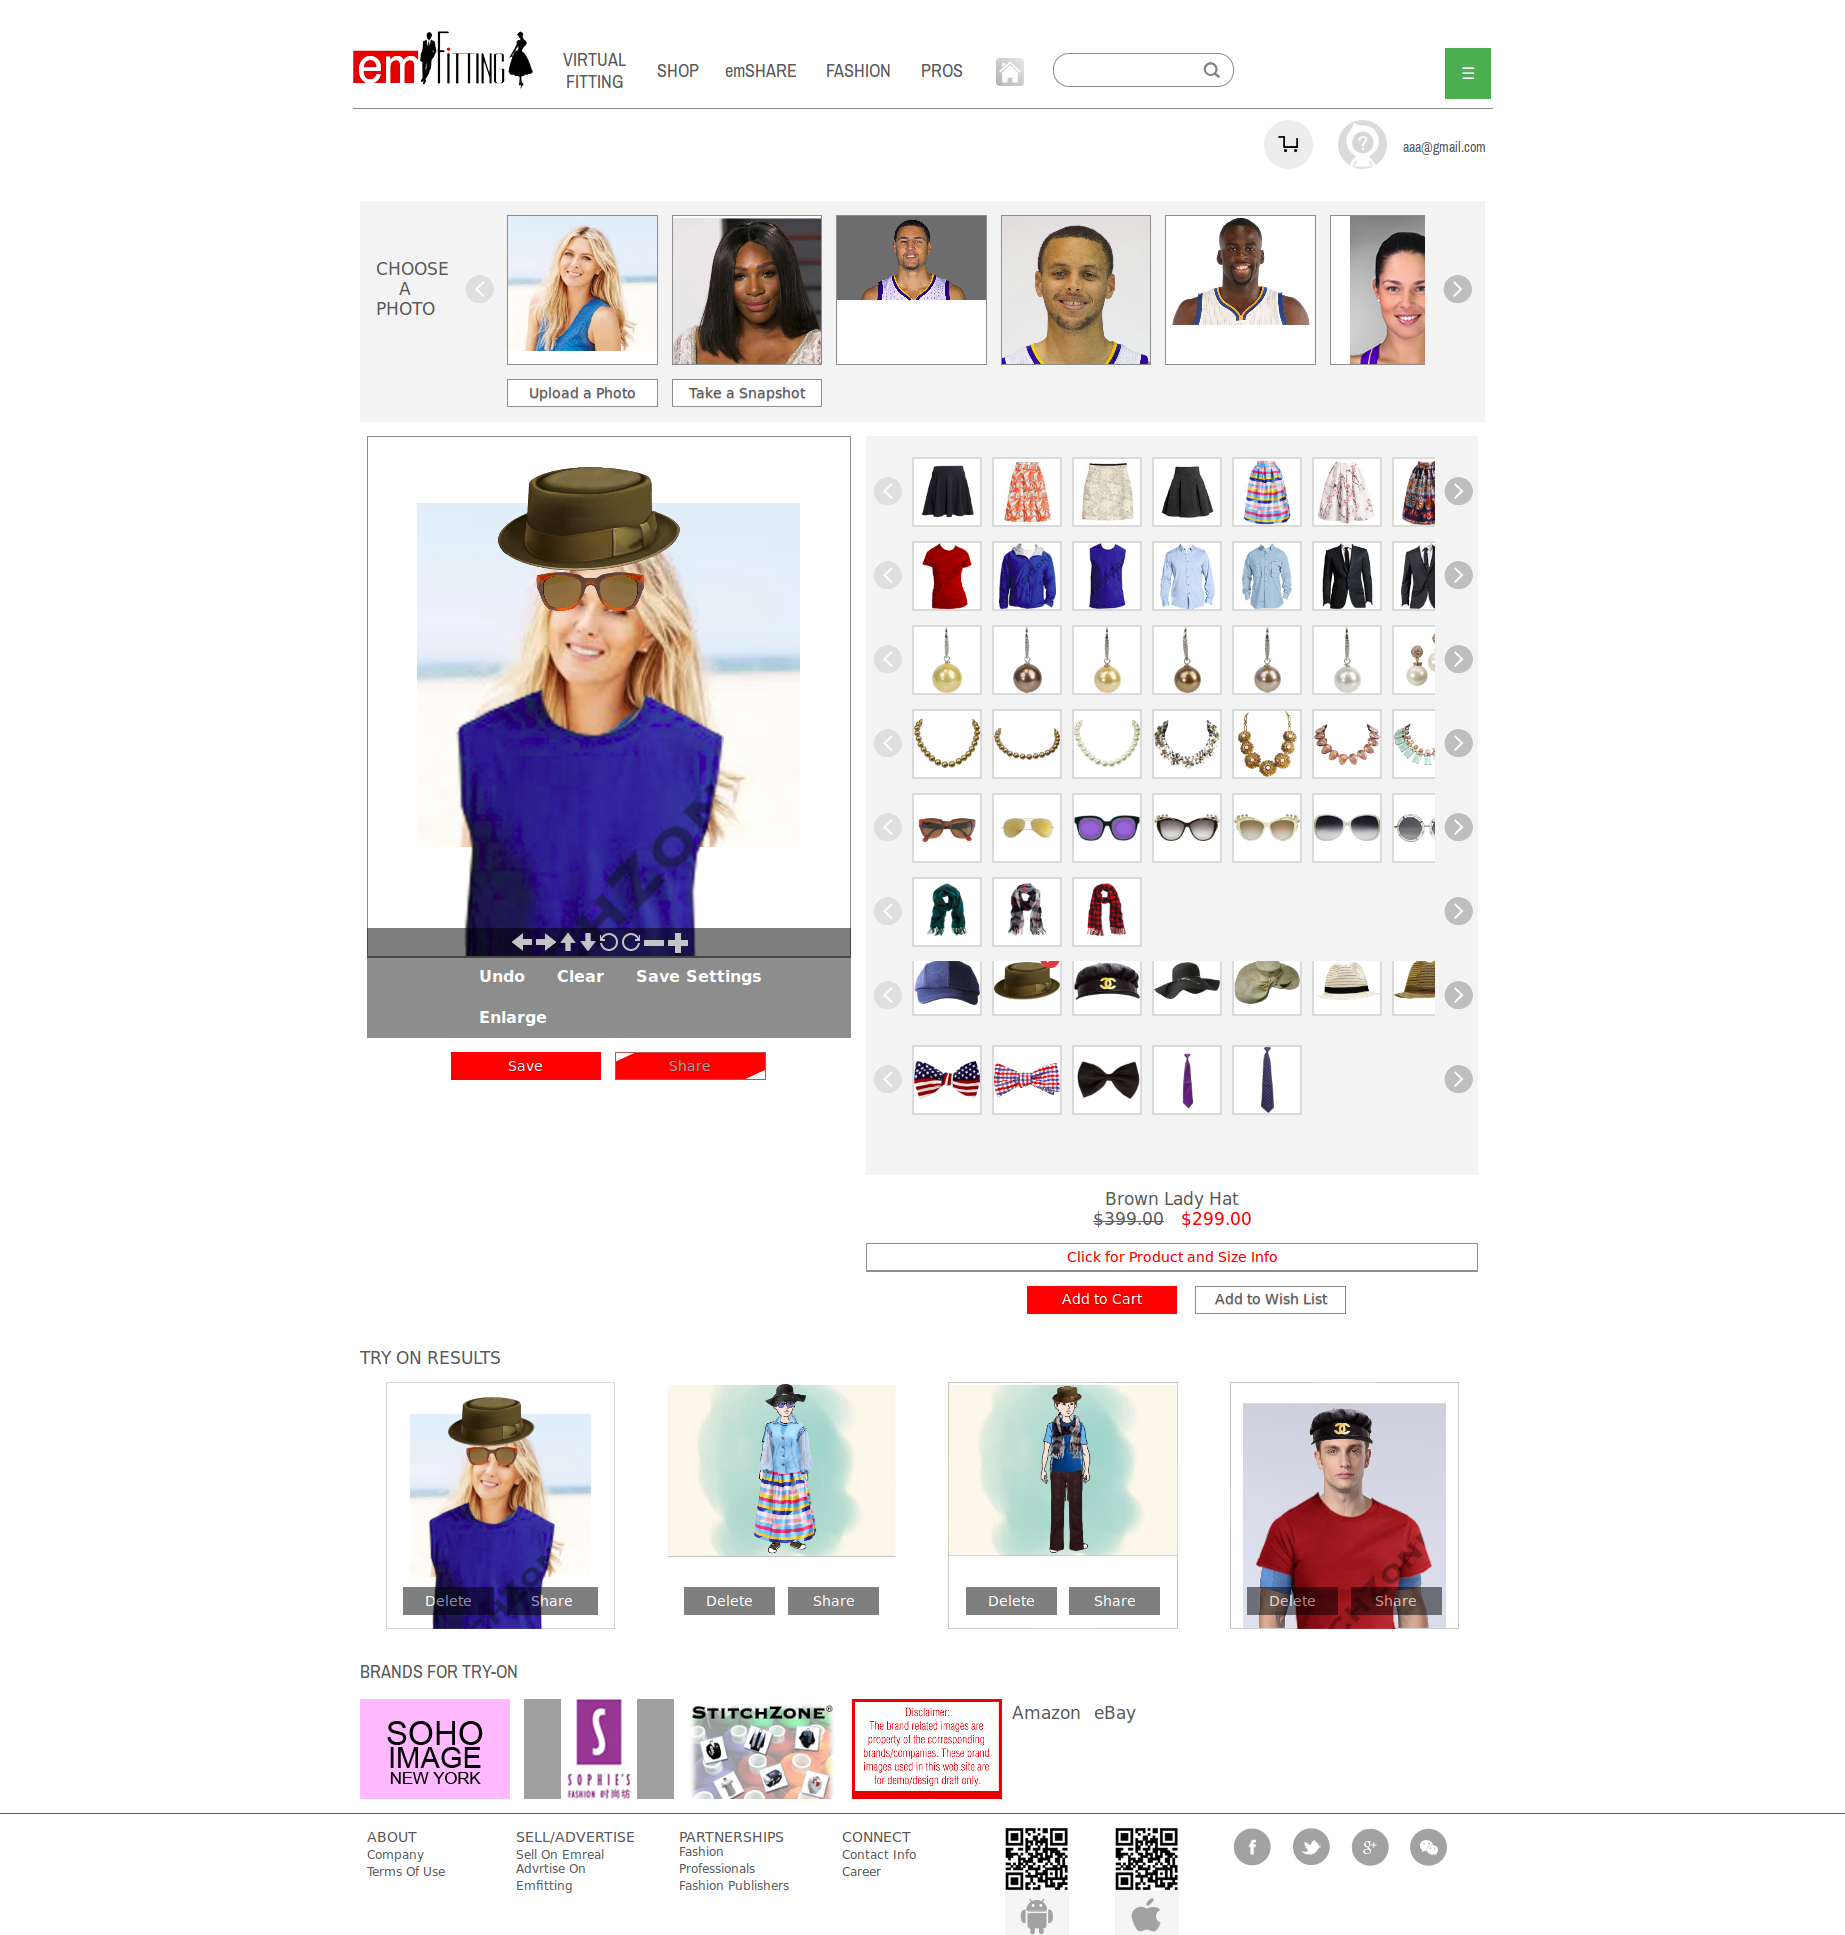 em FITTING
VIRTUAL
FITTING
SHOP
emSHARE
FASHION
PROS
☰
aaa@gmail.com
CHOOSE
A
PHOTO
Upload a Photo
Take a Snapshot
HZON
Undo Clear Save Settings
Enlarge
Save
Share
Brown Lady Hat
$399.00 $299.00
Click for Product and Size Info
Add to Cart
Add to Wish List
TRY ON RESULTS
Delete Share
Delete Share
Delete Share
Delete Share
BRANDS FOR TRY-ON
SOHO
IMAGE
NEW YORK
S
SOPHIE'S
FASHION 时尚坊
STITCHZONE®
Disclaimer:
The brand related images are
property of the corresponding
brands/companies. These brand
images used in this web site are
for demo/design draft only.
Amazon eBay
ABOUT
Company
Terms Of Use
SELL/ADVERTISE
Sell On Emreal
Advrtise On
Emfitting
PARTNERSHIPS
Fashion
Professionals
Fashion Publishers
CONNECT
Contact Info
Career